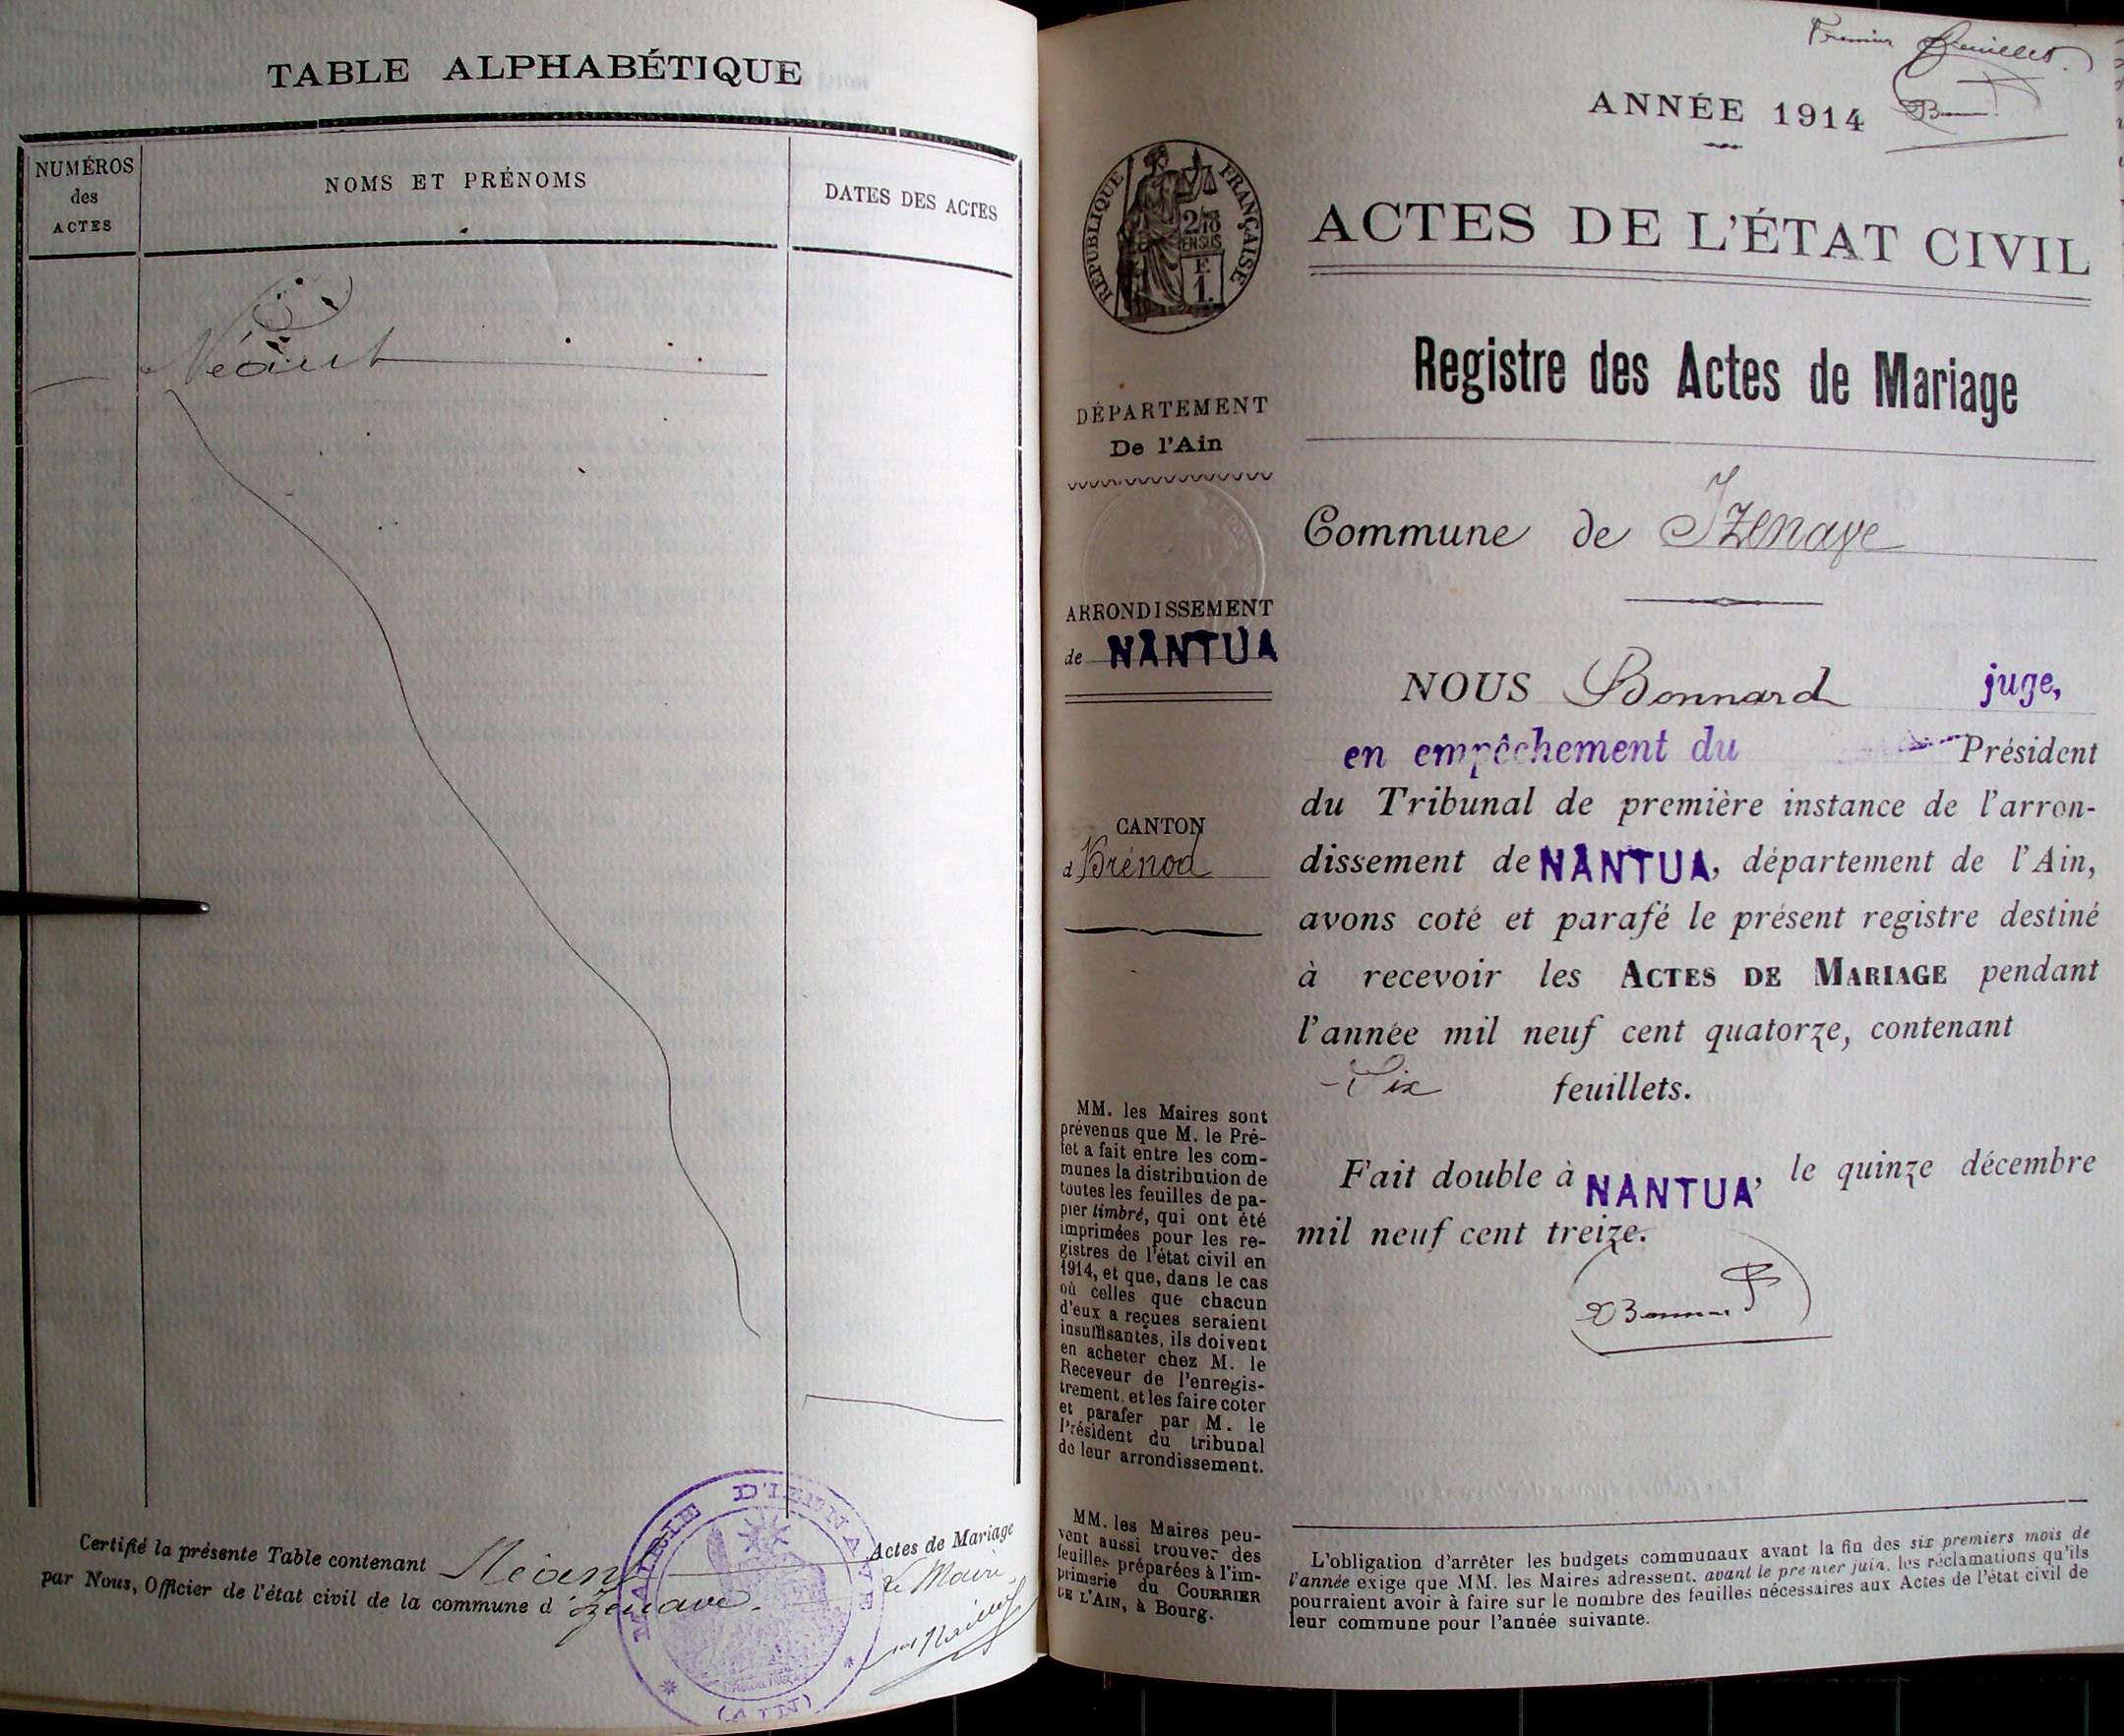 TABLE ALPHABÉTIQUE
NUMÉROS
des
ACTES
NOMS ET PRÉNOMS
DATES DES ACTES
Néant
Certifié la présente Table contenant Néant Actes de Mariage
par Nous, Officier de l'état civil de la commune d'Izenave.
Le Maire
MAIRIE D'IZENAVE
(AIN)
Premier feuillet.
ANNÉE 1914
RÉPUBLIQUE FRANÇAISE
ACTES DE L'ÉTAT CIVIL
Registre des Actes de Mariage
DÉPARTEMENT
De l'Ain
Commune de Izenave
ARRONDISSEMENT
de NANTUA
CANTON
d Brénod
NOUS Bonnard juge,
en empêchement du Président
du Tribunal de première instance de l'arron-
dissement de NANTUA, département de l'Ain,
avons coté et parafé le présent registre destiné
à recevoir les ACTES DE MARIAGE pendant
l'année mil neuf cent quatorze, contenant
Six feuillets.
Fait double à NANTUA, le quinze décembre
mil neuf cent treize.
Bonnard
MM. les Maires sont
prévenus que M. le Pré-
fet a fait entre les com-
munes la distribution de
toutes les feuilles de pa-
pier timbré, qui ont été
imprimées pour les re-
gistres de l'état civil en
1914, et que, dans le cas
où celles que chacun
d'eux a reçues seraient
insuffisantes, ils doivent
en acheter chez M. le
Receveur de l'enregis-
trement, et les faire coter
et parafer par M. le
Président du tribunal
de leur arrondissement.
MM. les Maires peu-
vent aussi trouver des
feuilles préparées à l'im-
primerie du COURRIER
DE L'AIN, à Bourg.
L'obligation d'arrêter les budgets communaux avant la fin des six premiers mois de
l'année exige que MM. les Maires adressent, avant le premier juin, les réclamations qu'ils
pourraient avoir à faire sur le nombre des feuilles nécessaires aux Actes de l'état civil de
leur commune pour l'année suivante.